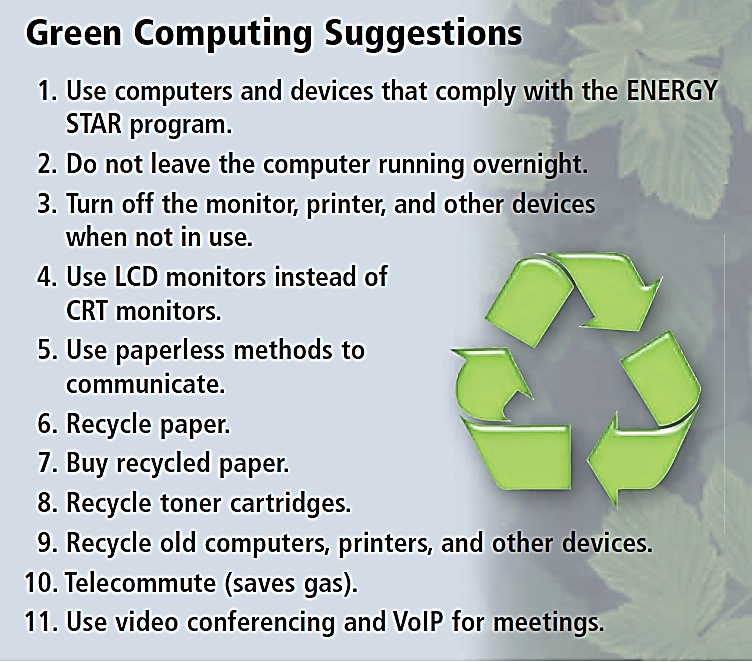 Green Computing Suggestions
1. Use computers and devices that comply with the ENERGY
STAR program.
2. Do not leave the computer running overnight.
3. Turn off the monitor, printer, and other devices
when not in use.
4. Use LCD monitors instead of
CRT monitors.
5. Use paperless methods to
communicate.
6. Recycle paper.
7. Buy recycled paper.
8. Recycle toner cartridges.
9. Recycle old computers, printers, and other devices.
10. Telecommute (saves gas).
11. Use video conferencing and VoIP for meetings.